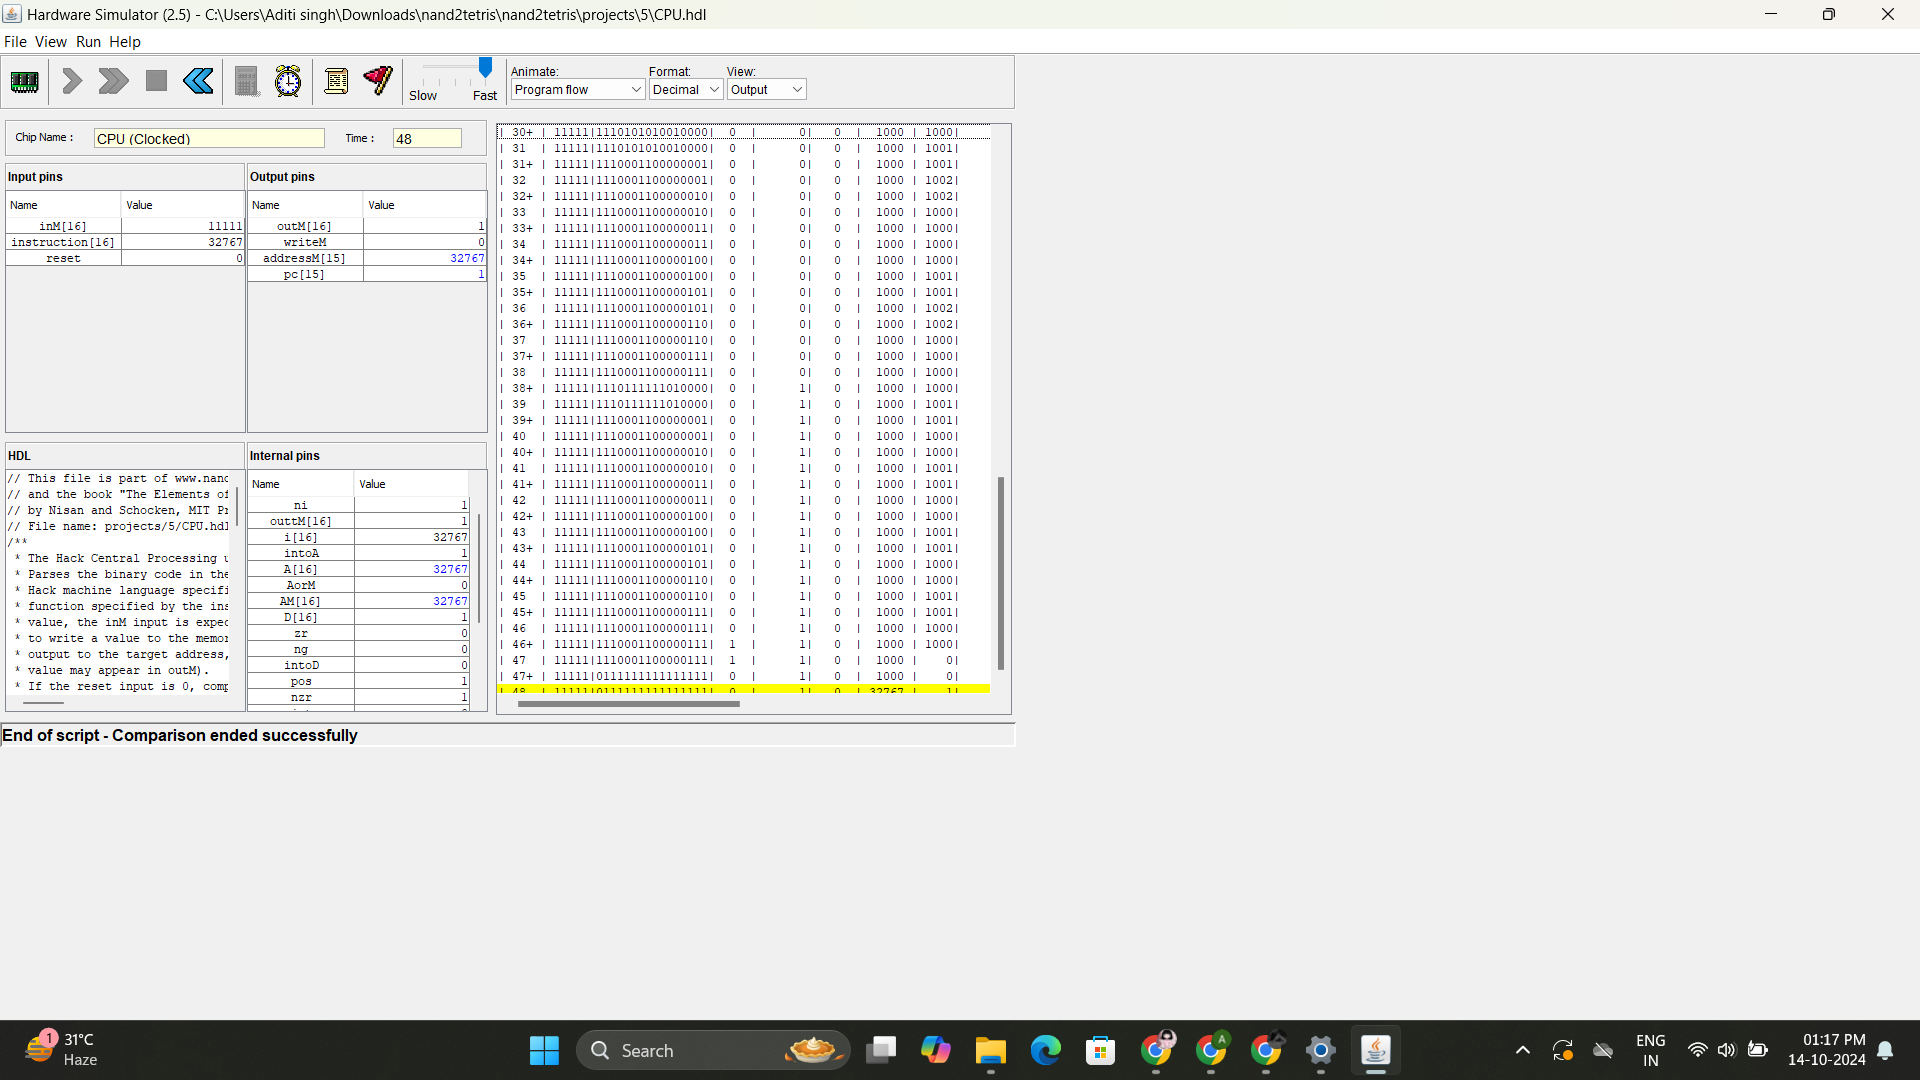 Hardware Simulator (2.5) - C:\Users\Aditi singh\Downloads\nand2tetris\nand2tetris\projects\5\CPU.hdl
File View Run Help
Slow Fast
Animate: Format: View:
Program flow Decimal Output
Chip Name : CPU (Clocked) Time : 48
Input pins
Name Value
inM[16] 11111
instruction[16] 32767
reset 0
Output pins
Name Value
outM[16] 1
writeM 0
addressM[15] 32767
pc[15] 1
HDL
// This file is part of www.nand
// and the book "The Elements of
// by Nisan and Schocken, MIT Pr
// File name: projects/5/CPU.hdl
/**
* The Hack Central Processing u
* Parses the binary code in the
* Hack machine language specifi
* function specified by the ins
* value, the inM input is expec
* to write a value to the memor
* output to the target address,
* value may appear in outM).
* If the reset input is 0, comp
Internal pins
Name Value
ni 1
outtM[16] 1
i[16] 32767
intoA 1
A[16] 32767
AorM 0
AM[16] 32767
D[16] 1
zr 0
ng 0
intoD 0
pos 1
nzr 1
| 30+ | 11111|1110101010010000| 0 | 0| 0 | 1000 | 1000|
| 31 | 11111|1110101010010000| 0 | 0| 0 | 1000 | 1001|
| 31+ | 11111|1110001100000001| 0 | 0| 0 | 1000 | 1001|
| 32 | 11111|1110001100000001| 0 | 0| 0 | 1000 | 1002|
| 32+ | 11111|1110001100000010| 0 | 0| 0 | 1000 | 1002|
| 33 | 11111|1110001100000010| 0 | 0| 0 | 1000 | 1000|
| 33+ | 11111|1110001100000011| 0 | 0| 0 | 1000 | 1000|
| 34 | 11111|1110001100000011| 0 | 0| 0 | 1000 | 1000|
| 34+ | 11111|1110001100000100| 0 | 0| 0 | 1000 | 1000|
| 35 | 11111|1110001100000100| 0 | 0| 0 | 1000 | 1001|
| 35+ | 11111|1110001100000101| 0 | 0| 0 | 1000 | 1001|
| 36 | 11111|1110001100000101| 0 | 0| 0 | 1000 | 1002|
| 36+ | 11111|1110001100000110| 0 | 0| 0 | 1000 | 1002|
| 37 | 11111|1110001100000110| 0 | 0| 0 | 1000 | 1000|
| 37+ | 11111|1110001100000111| 0 | 0| 0 | 1000 | 1000|
| 38 | 11111|1110001100000111| 0 | 0| 0 | 1000 | 1000|
| 38+ | 11111|1110111111010000| 0 | 1| 0 | 1000 | 1000|
| 39 | 11111|1110111111010000| 0 | 1| 0 | 1000 | 1001|
| 39+ | 11111|1110001100000001| 0 | 1| 0 | 1000 | 1001|
| 40 | 11111|1110001100000001| 0 | 1| 0 | 1000 | 1000|
| 40+ | 11111|1110001100000010| 0 | 1| 0 | 1000 | 1000|
| 41 | 11111|1110001100000010| 0 | 1| 0 | 1000 | 1001|
| 41+ | 11111|1110001100000011| 0 | 1| 0 | 1000 | 1001|
| 42 | 11111|1110001100000011| 0 | 1| 0 | 1000 | 1000|
| 42+ | 11111|1110001100000100| 0 | 1| 0 | 1000 | 1000|
| 43 | 11111|1110001100000100| 0 | 1| 0 | 1000 | 1001|
| 43+ | 11111|1110001100000101| 0 | 1| 0 | 1000 | 1001|
| 44 | 11111|1110001100000101| 0 | 1| 0 | 1000 | 1000|
| 44+ | 11111|1110001100000110| 0 | 1| 0 | 1000 | 1000|
| 45 | 11111|1110001100000110| 0 | 1| 0 | 1000 | 1001|
| 45+ | 11111|1110001100000111| 0 | 1| 0 | 1000 | 1001|
| 46 | 11111|1110001100000111| 0 | 1| 0 | 1000 | 1000|
| 46+ | 11111|1110001100000111| 1 | 1| 0 | 1000 | 1000|
| 47 | 11111|1110001100000111| 1 | 1| 0 | 1000 | 0|
| 47+ | 11111|0111111111111111| 0 | 1| 0 | 1000 | 0|
| 48 | 11111|0111111111111111| 0 | 1| 0 | 32767 | 1|
End of script - Comparison ended successfully
1
31°C
Haze
Search
A
ENG
IN
01:17 PM
14-10-2024